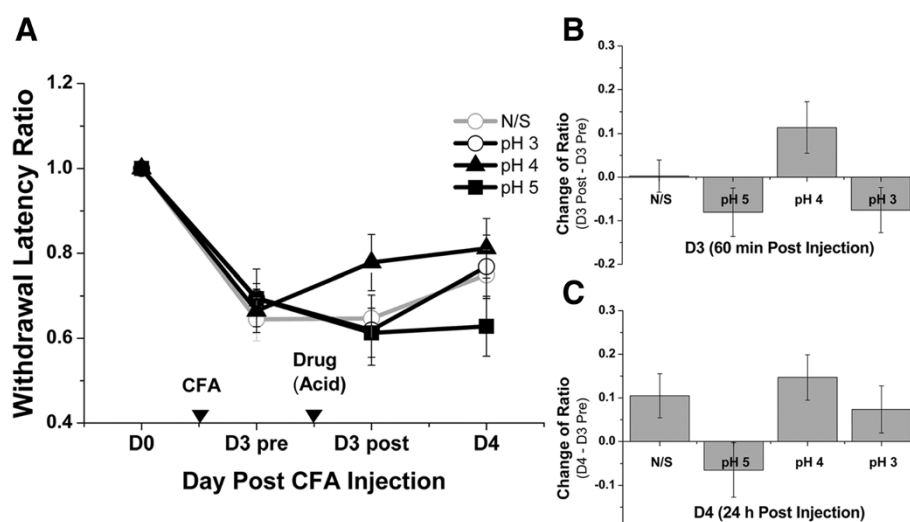 A
Withdrawal Latency Ratio
1.2
1.0
0.8
0.6
0.4
N/S
pH 3
pH 4
pH 5
CFA
Drug
(Acid)
D0
D3 pre
D3 post
D4
Day Post CFA Injection
B
Change of Ratio
(D3 Post - D3 Pre)
0.3
0.2
0.1
0.0
-0.1
-0.2
N/S
pH 5
pH 4
pH 3
D3 (60 min Post Injection)
C
Change of Ratio
(D4 - D3 Pre)
0.3
0.2
0.1
0.0
-0.1
N/S
pH 5
pH 4
pH 3
D4 (24 h Post Injection)